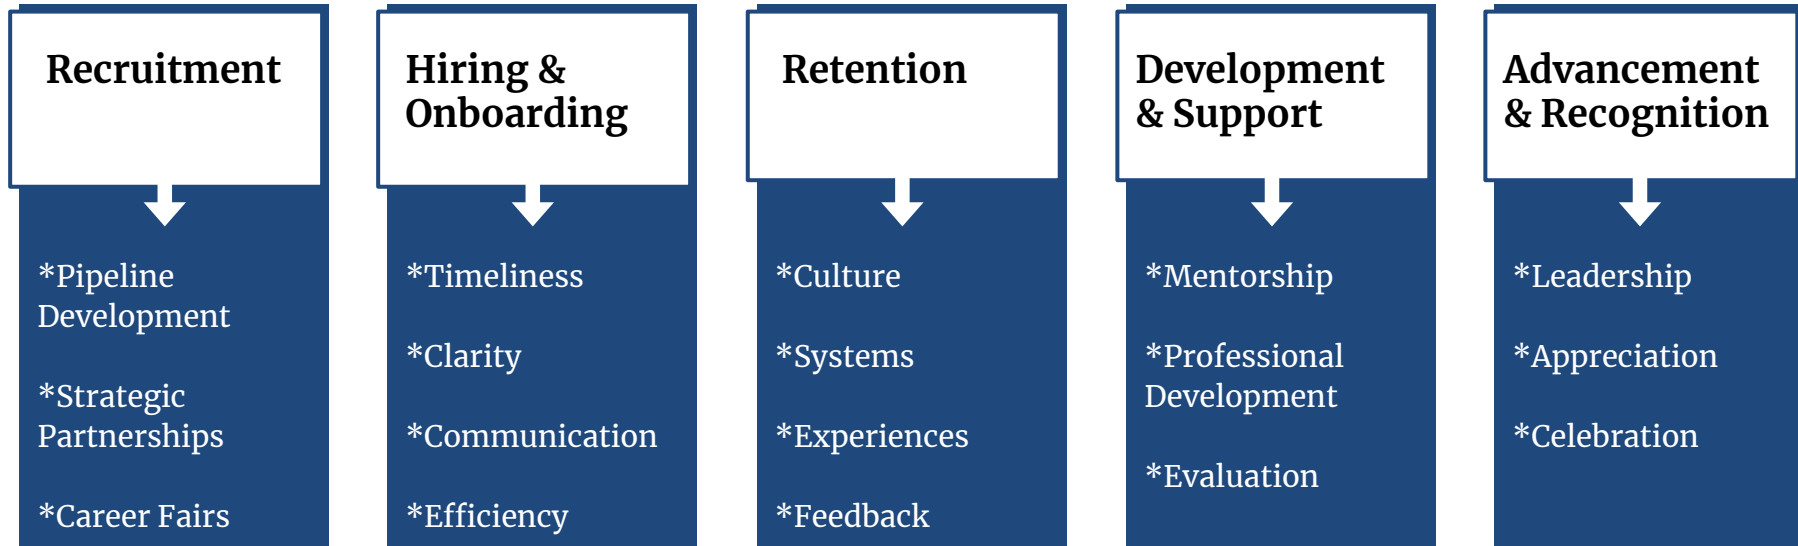 Recruitment
*Pipeline
Development
*Strategic
Partnerships
*Career Fairs
Hiring &
Onboarding
*Timeliness
*Clarity
*Communication
*Efficiency
Retention
*Culture
*Systems
*Experiences
*Feedback
Development
& Support
*Mentorship
*Professional
Development
*Evaluation
Advancement
& Recognition
*Leadership
*Appreciation
*Celebration